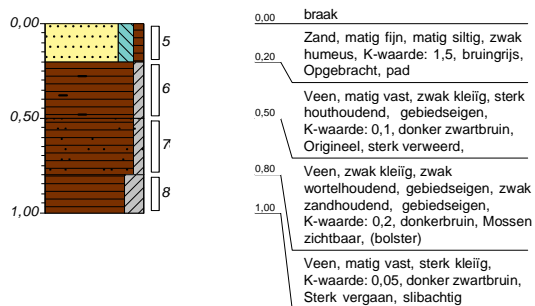 0,00
5
6
0,50
7
8
1,00
0,00 braak
Zand, matig fijn, matig siltig, zwak
0,20 humeus, K-waarde: 1,5, bruingrijs,
Opgebracht, pad
Veen, matig vast, zwak kleiïg, sterk
0,50 houthoudend, gebiedseigen,
K-waarde: 0,1, donker zwartbruin,
Origineel, sterk verweerd,
0,80 Veen, zwak kleiïg, zwak
wortelhoudend, gebiedseigen, zwak
1,00 zandhoudend, gebiedseigen,
K-waarde: 0,2, donkerbruin, Mossen
zichtbaar, (bolster)
Veen, matig vast, sterk kleiïg,
K-waarde: 0,05, donker zwartbruin,
Sterk vergaan, slibachtig